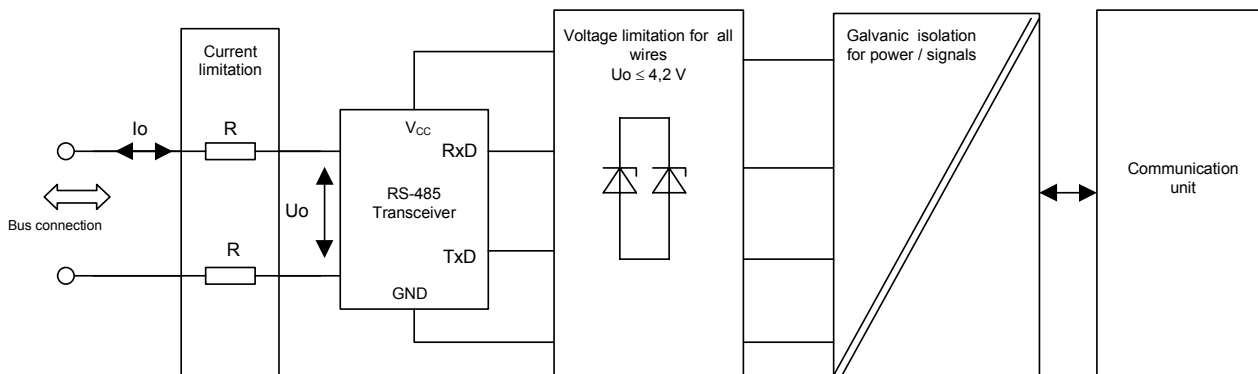 Current
limitation
Voltage limitation for all
wires
Uo ≤ 4,2 V
Galvanic isolation
for power / signals
Io
R
VCC
RxD
RS-485
Transceiver
Uo
Bus connection
R
TxD
GND
Communication
unit